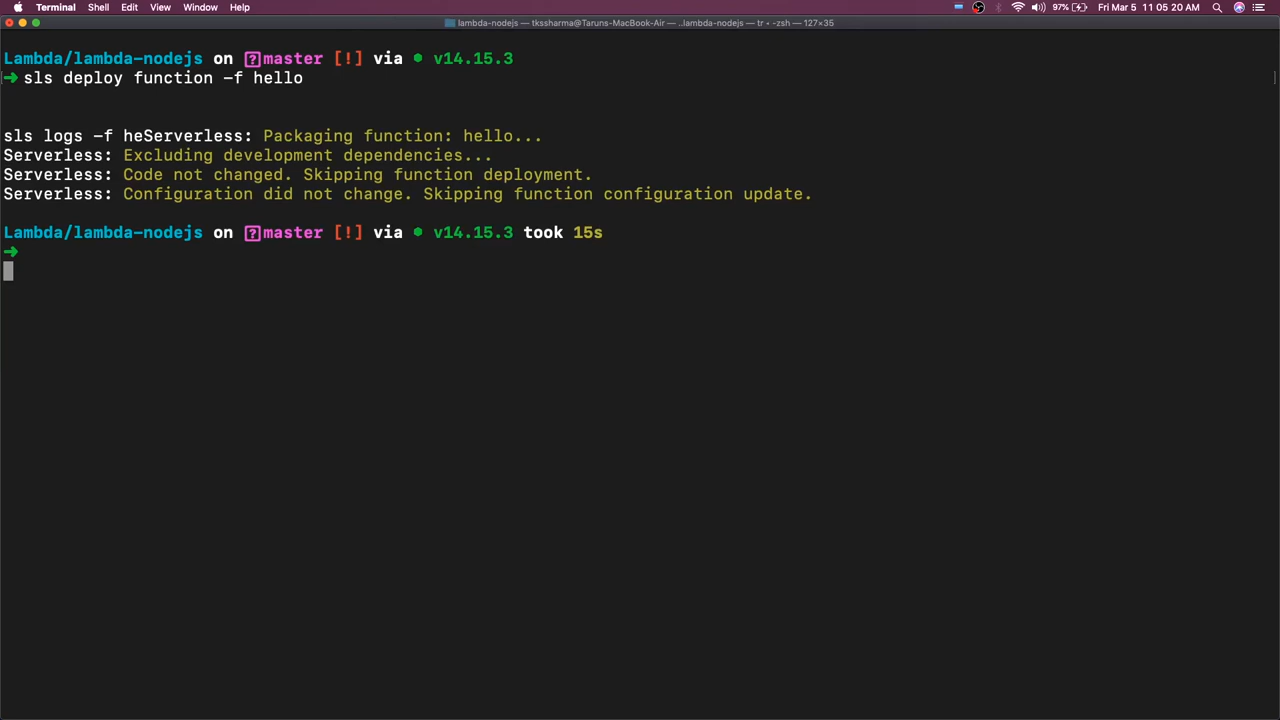 Terminal Shell Edit View Window Help 97% Fri Mar 5 11 05 20 AM
lambda-nodejs — tkssharma@Taruns-MacBook-Air — ..lambda-nodejs — tr • -zsh — 127×35
Lambda/lambda-nodejs on master [!] via v14.15.3
sls deploy function -f hello
sls logs -f heServerless: Packaging function: hello...
Serverless: Excluding development dependencies...
Serverless: Code not changed. Skipping function deployment.
Serverless: Configuration did not change. Skipping function configuration update.
Lambda/lambda-nodejs on master [!] via v14.15.3 took 15s